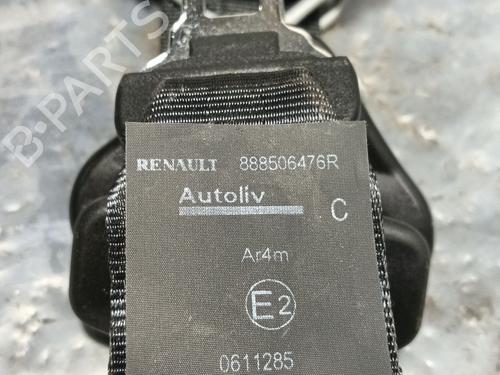 B-PARTS
RENAULT 888506476R
Autoliv
C
Ar4m
E2
0611285